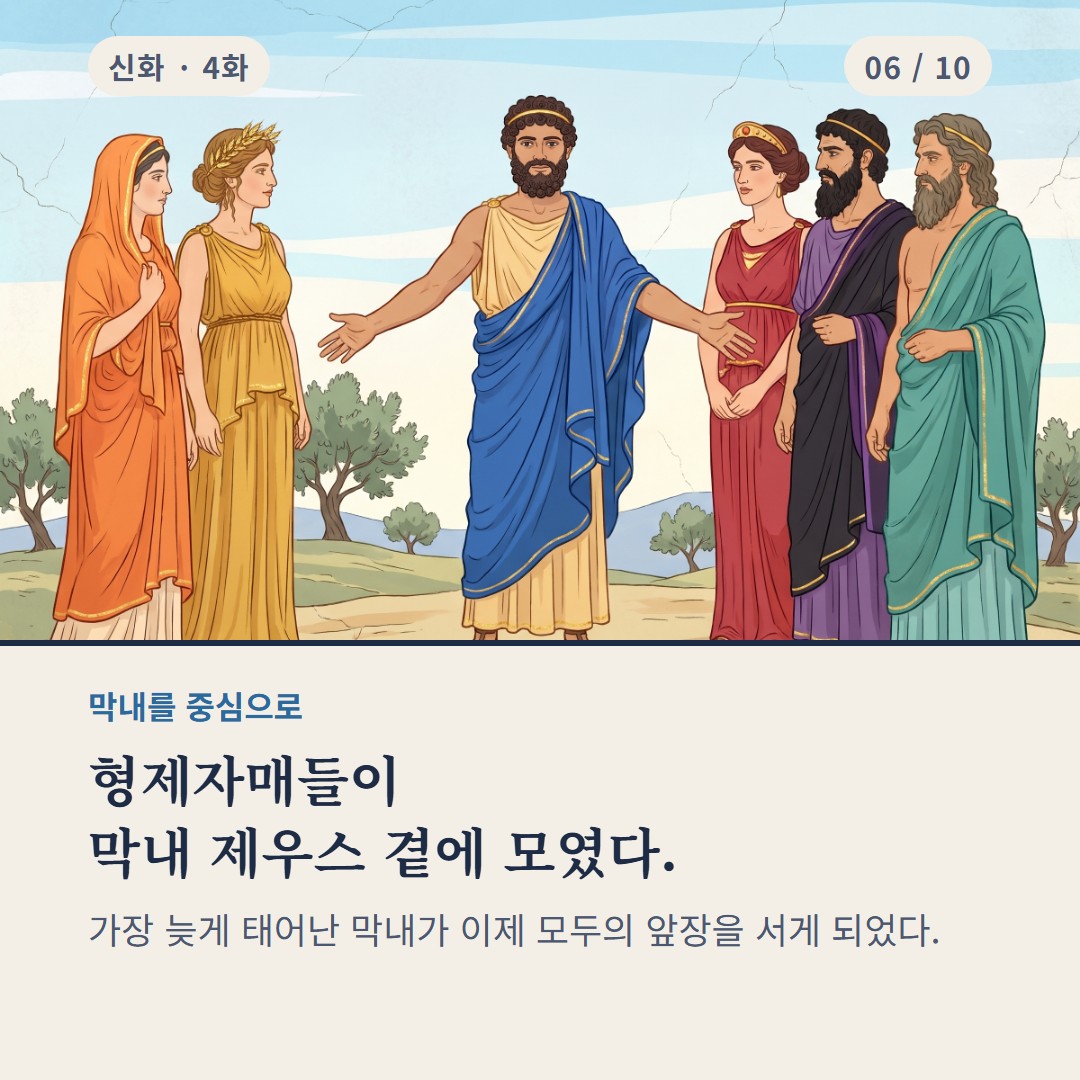 신화 · 4화
06 / 10
막내를 중심으로
형제자매들이
막내 제우스 곁에 모였다.
가장 늦게 태어난 막내가 이제 모두의 앞장을 서게 되었다.